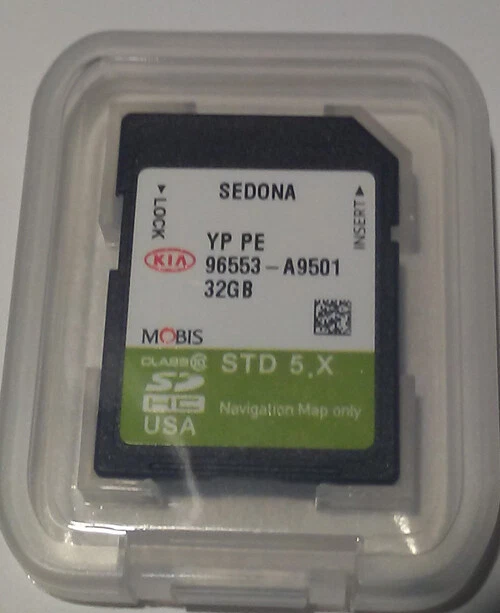 SEDONA
LOCK
INSERT
YP PE
KIA
96553-A9501
32GB
MOBIS
CLASS 10
STD 5.X
SD
HC
Navigation Map only
USA